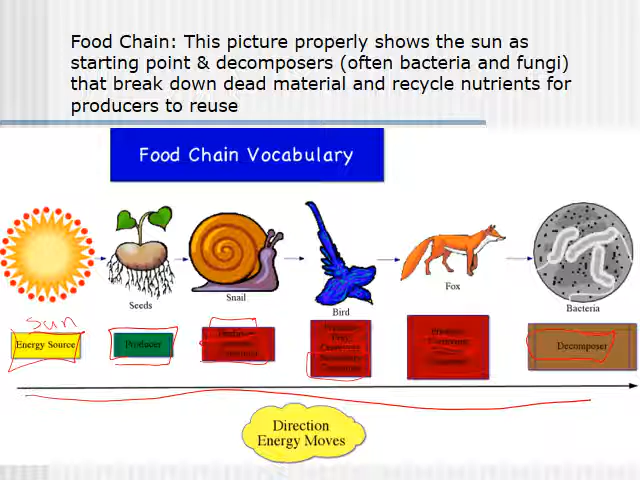 Food Chain: This picture properly shows the sun as
starting point & decomposers (often bacteria and fungi)
that break down dead material and recycle nutrients for
producers to reuse
Food Chain Vocabulary
Seeds
Snail
Bird
Fox
Bacteria
sun
Energy Source
Producer
Decomposer
Direction
Energy Moves